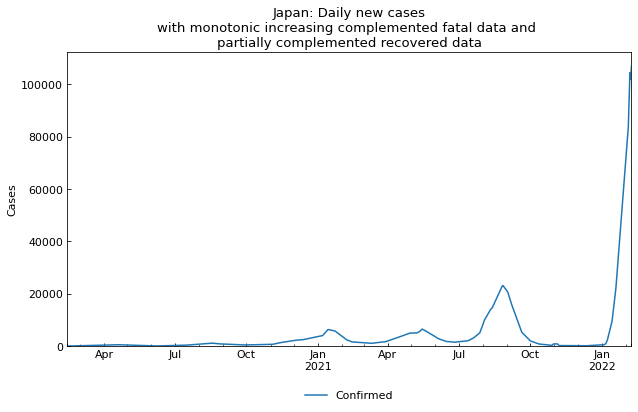 Japan: Daily new cases
with monotonic increasing complemented fatal data and
partially complemented recovered data
Cases
100000
80000
60000
40000
20000
0
Apr
Jul
Oct
Jan
2021
Apr
Jul
Oct
Jan
2022
Confirmed